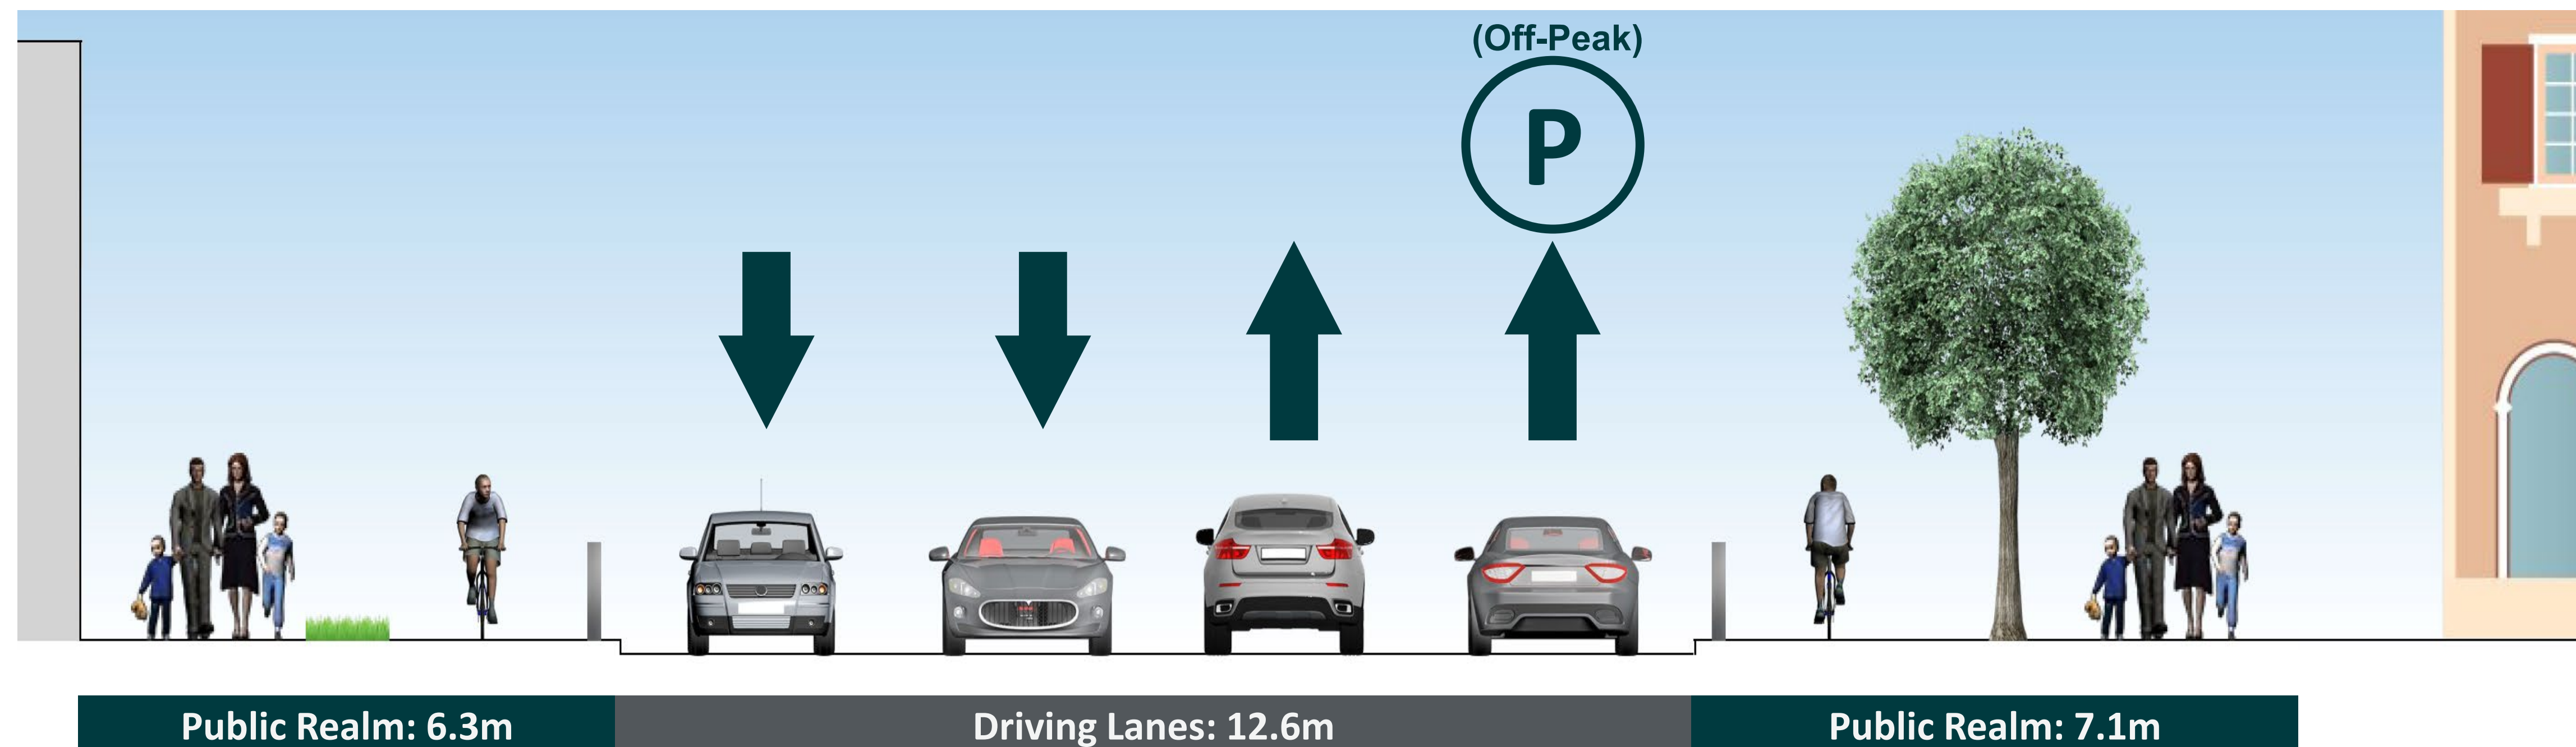 (Off-Peak)
P
Public Realm: 6.3m
Driving Lanes: 12.6m
Public Realm: 7.1m